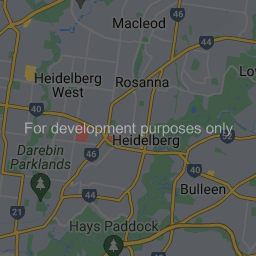 Macleod
46
44
Lo
Heidelberg
West
Rosanna
40
For development purposes only
Darebin
Parklands
46
Heidelberg
40
44
Bulleen
21
Hays Paddock